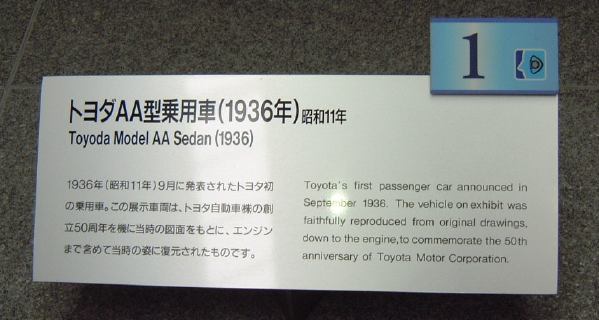 1
トヨダAA型乗用車(1936年) 昭和11年
Toyoda Model AA Sedan (1936)
1936年(昭和11年)9月に発表されたトヨタ初
の乗用車。この展示車両は、トヨタ自動車㈱の創
立50周年を機に当時の図面をもとに、エンジン
まで含めて当時の姿に復元されたものです。
Toyota's first passenger car announced in
September 1936. The vehicle on exhibit was
faithfully reproduced from original drawings,
down to the engine,to commemorate the 50th
anniversary of Toyota Motor Corporation.